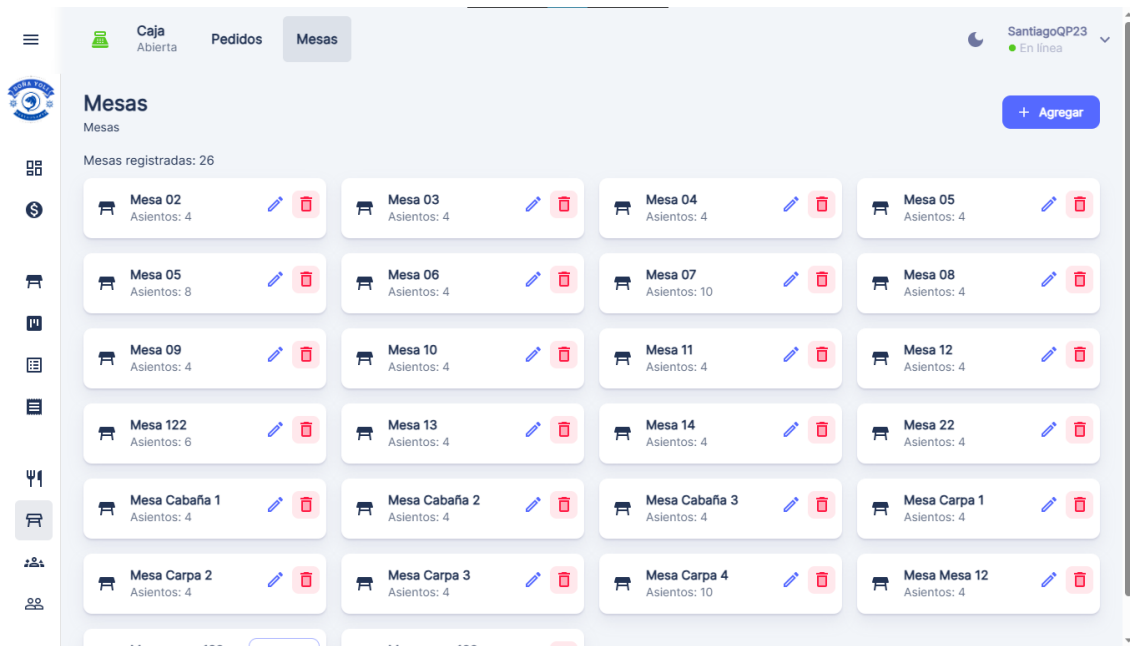 Caja
Abierta
Pedidos
Mesas
SantiagoQP23
En línea
DOÑA YOLI
Mesas
Mesas
+ Agregar
Mesas registradas: 26
Mesa 02
Asientos: 4
Mesa 03
Asientos: 4
Mesa 04
Asientos: 4
Mesa 05
Asientos: 4
Mesa 05
Asientos: 8
Mesa 06
Asientos: 4
Mesa 07
Asientos: 10
Mesa 08
Asientos: 4
Mesa 09
Asientos: 4
Mesa 10
Asientos: 4
Mesa 11
Asientos: 4
Mesa 12
Asientos: 4
Mesa 122
Asientos: 6
Mesa 13
Asientos: 4
Mesa 14
Asientos: 4
Mesa 22
Asientos: 4
Mesa Cabaña 1
Asientos: 4
Mesa Cabaña 2
Asientos: 4
Mesa Cabaña 3
Asientos: 4
Mesa Carpa 1
Asientos: 4
Mesa Carpa 2
Asientos: 4
Mesa Carpa 3
Asientos: 4
Mesa Carpa 4
Asientos: 10
Mesa Mesa 12
Asientos: 4